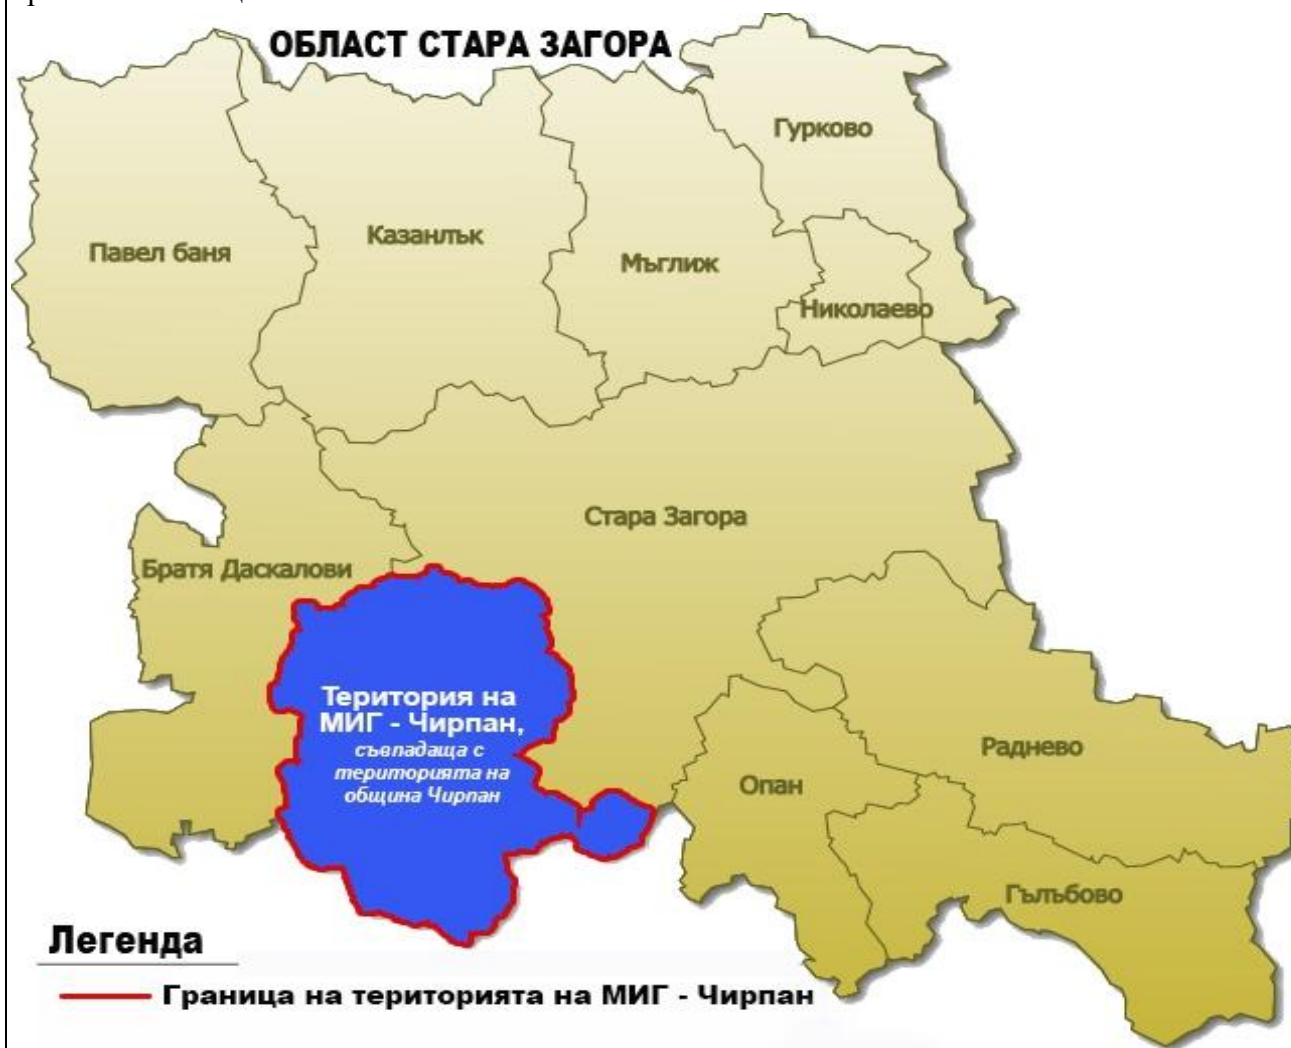 ОБЛАСТ СТАРА ЗАГОРА
Гурково
Казанлък
Павел баня
Мъглиж
Николаево
Стара Загора
Братя Даскалови
Територия на
МИГ - Чирпан,
съвпадаща с
територията на
община Чирпан
Раднево
Опан
Гълъбово
Легенда
Граница на територията на МИГ - Чирпан